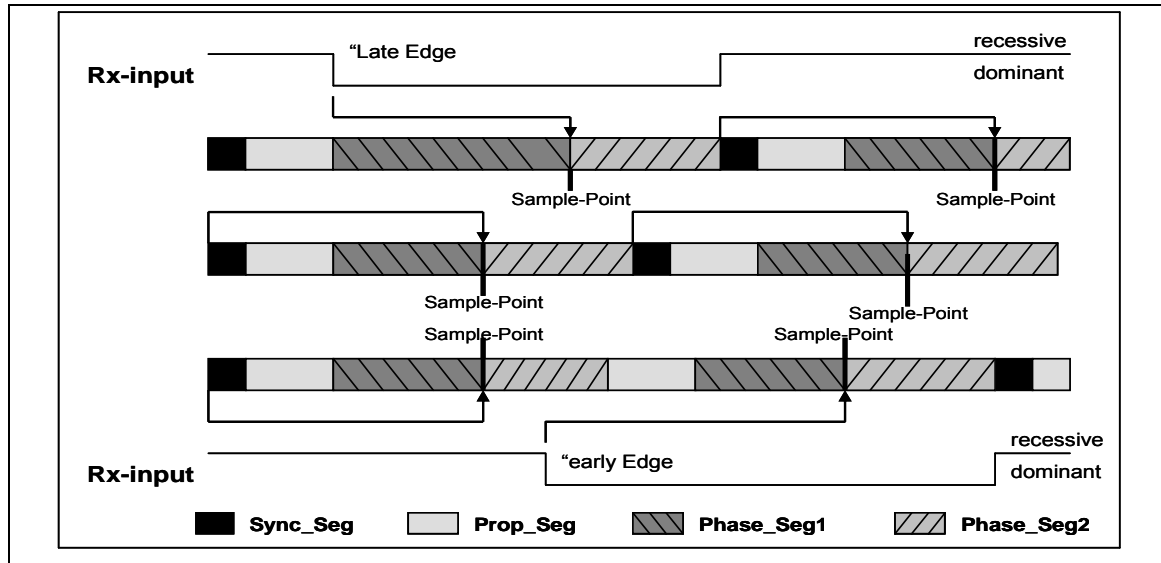 “Late Edge
recessive
Rx-input
dominant
Sample-Point
Sample-Point
Sample-Point
Sample-Point
Sample-Point
Sample-Point
recessive
“early Edge
Rx-input
dominant
Sync_Seg
Prop_Seg
Phase_Seg1
Phase_Seg2